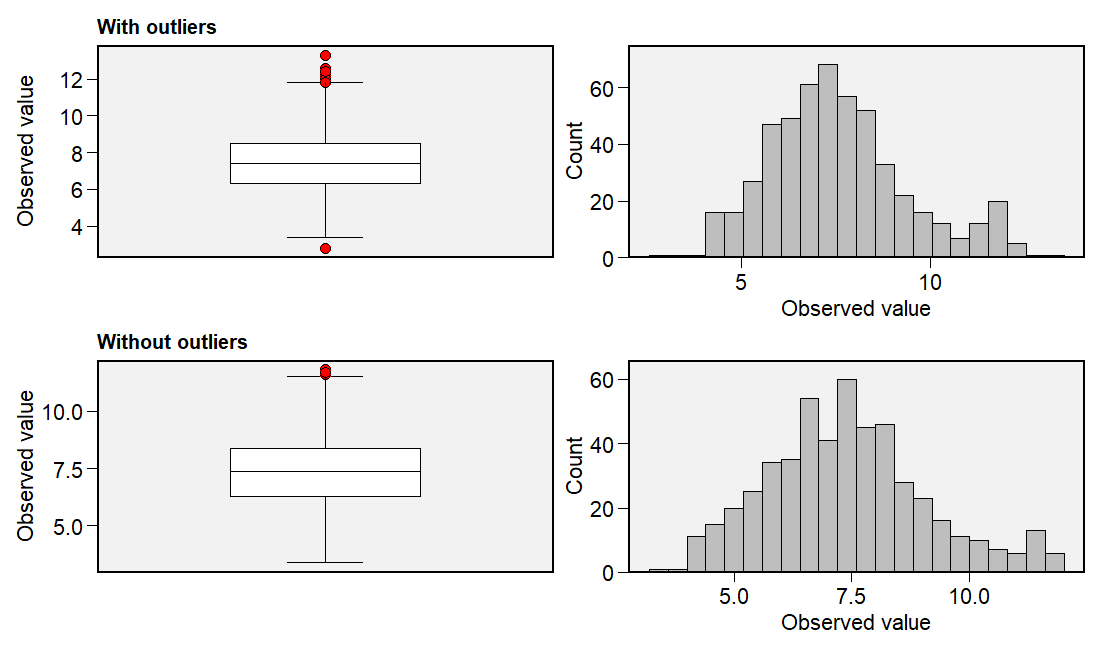 With outliers
Observed value
12
10
8
6
4
Count
60
40
20
0
5 10
Observed value
Without outliers
Observed value
10.0
7.5
5.0
Count
60
40
20
0
5.0 7.5 10.0
Observed value